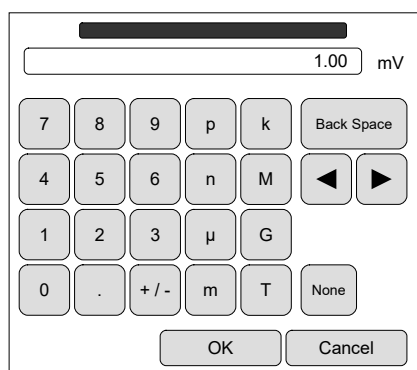 1.00 mV
7 8 9 p k Back Space
4 5 6 n M ◀ ▶
1 2 3 µ G
0 . + / - m T None
OK Cancel